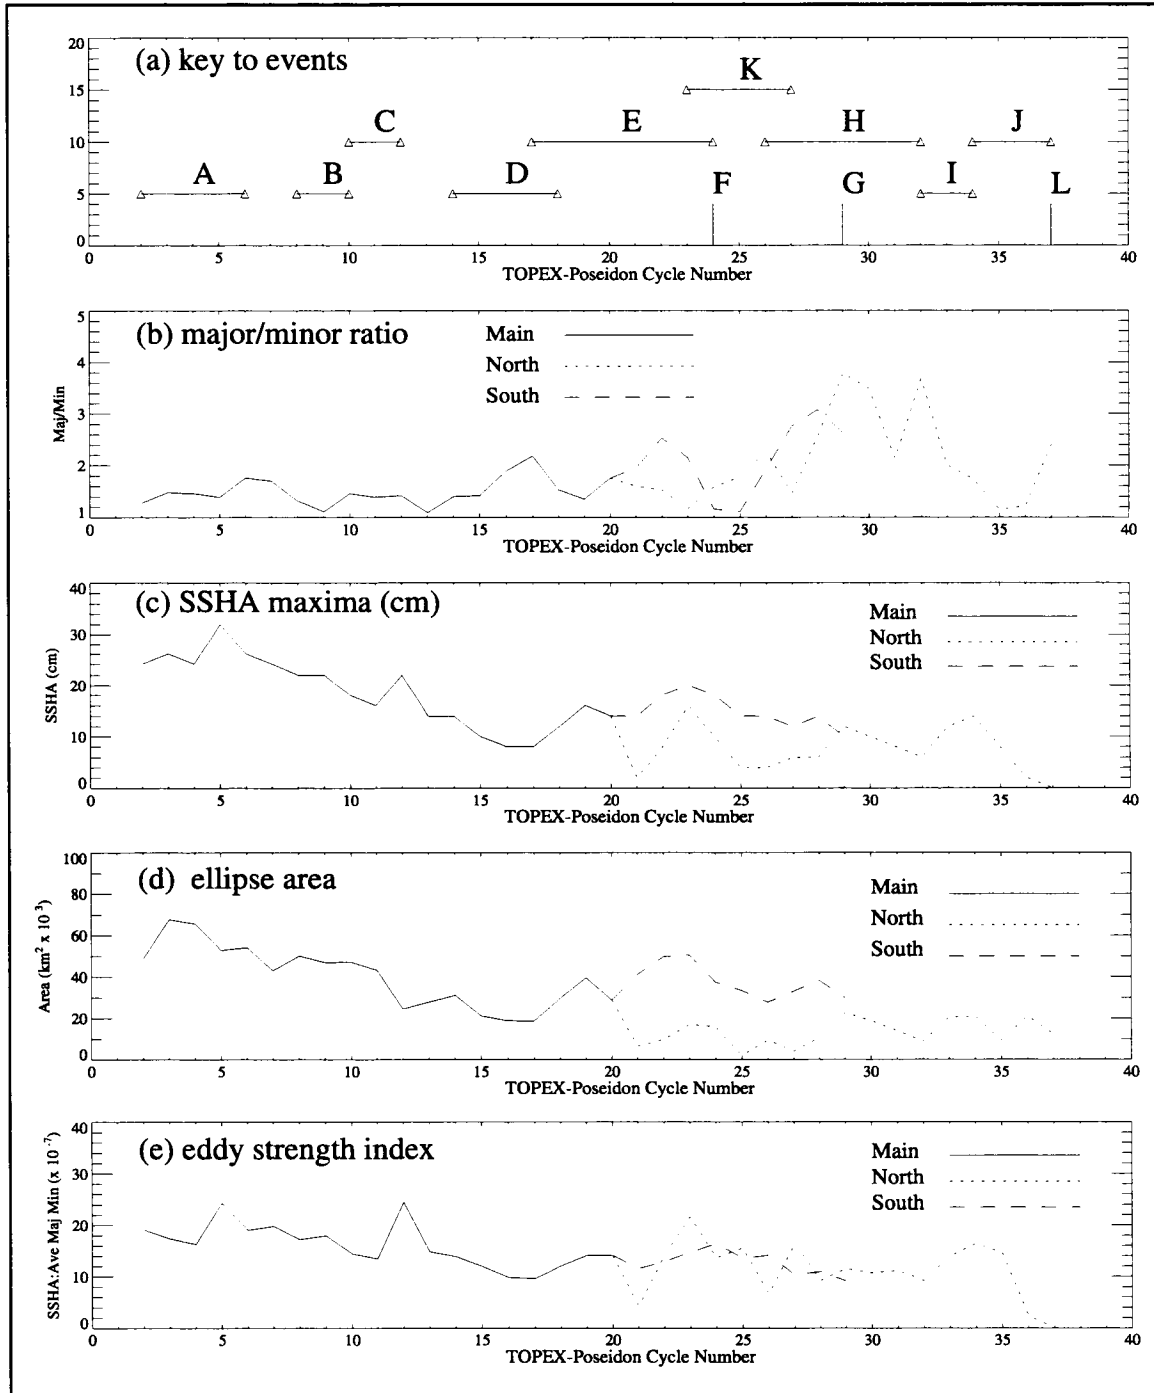 (a) key to events
20
15
10
5
0
K
C
E
H
J
A
B
D
F
G
I
L
0 5 10 15 20 25 30 35 40
TOPEX-Poseidon Cycle Number
(b) major/minor ratio
Main
North
South
Maj/Min
5
4
3
2
1
0 5 10 15 20 25 30 35 40
TOPEX-Poseidon Cycle Number
(c) SSHA maxima (cm)
Main
North
South
SSHA (cm)
40
30
20
10
0
0 5 10 15 20 25 30 35 40
TOPEX-Poseidon Cycle Number
(d) ellipse area
Main
North
South
Area (km² x 10³)
100
80
60
40
20
0
0 5 10 15 20 25 30 35 40
TOPEX-Poseidon Cycle Number
(e) eddy strength index
Main
North
South
SSHA:Ave Maj Min (x 10⁻⁷)
40
30
20
10
0
0 5 10 15 20 25 30 35 40
TOPEX-Poseidon Cycle Number